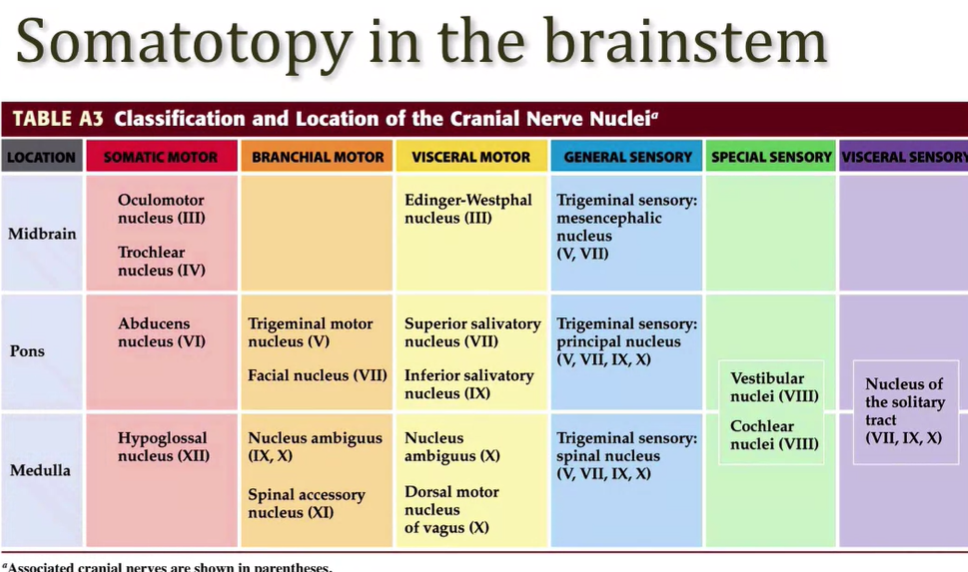 Somatotopy in the brainstem
TABLE A3 Classification and Location of the Cranial Nerve Nucleiᵃ
LOCATION SOMATIC MOTOR BRANCHIAL MOTOR VISCERAL MOTOR GENERAL SENSORY SPECIAL SENSORY VISCERAL SENSORY
Midbrain
Oculomotor
nucleus (III)
Trochlear
nucleus (IV)
Edinger-Westphal
nucleus (III)
Trigeminal sensory:
mesencephalic
nucleus
(V, VII)
Pons
Abducens
nucleus (VI)
Trigeminal motor
nucleus (V)
Facial nucleus (VII)
Superior salivatory
nucleus (VII)
Inferior salivatory
nucleus (IX)
Trigeminal sensory:
principal nucleus
(V, VII, IX, X)
Vestibular
nuclei (VIII)
Cochlear
nuclei (VIII)
Nucleus of
the solitary
tract
(VII, IX, X)
Medulla
Hypoglossal
nucleus (XII)
Nucleus ambiguus
(IX, X)
Spinal accessory
nucleus (XI)
Nucleus
ambiguus (X)
Dorsal motor
nucleus
of vagus (X)
Trigeminal sensory:
spinal nucleus
(V, VII, IX, X)
ᵃAssociated cranial nerves are shown in parentheses.